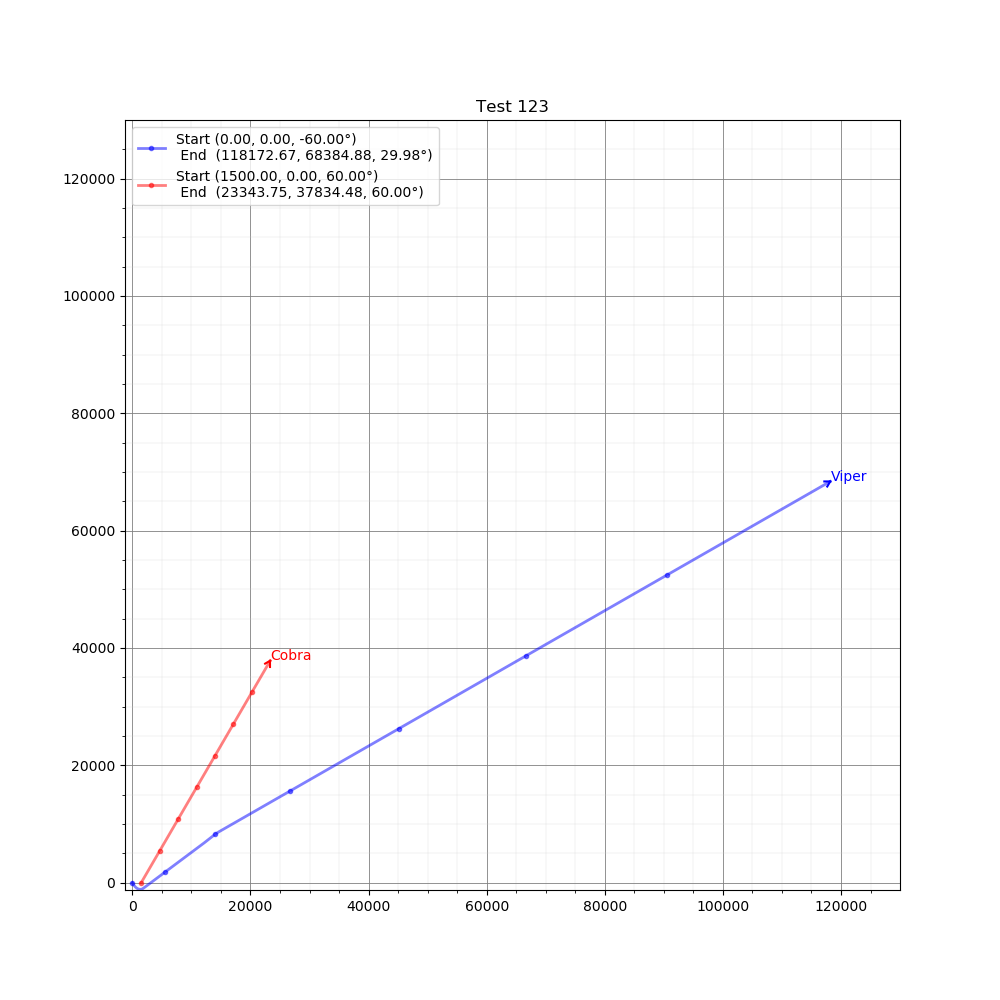 Test 123
Start (0.00, 0.00, -60.00°)
End (118172.67, 68384.88, 29.98°)
Start (1500.00, 0.00, 60.00°)
End (23343.75, 37834.48, 60.00°)
120000
100000
80000
60000
40000
20000
0
Viper
Cobra
0 20000 40000 60000 80000 100000 120000